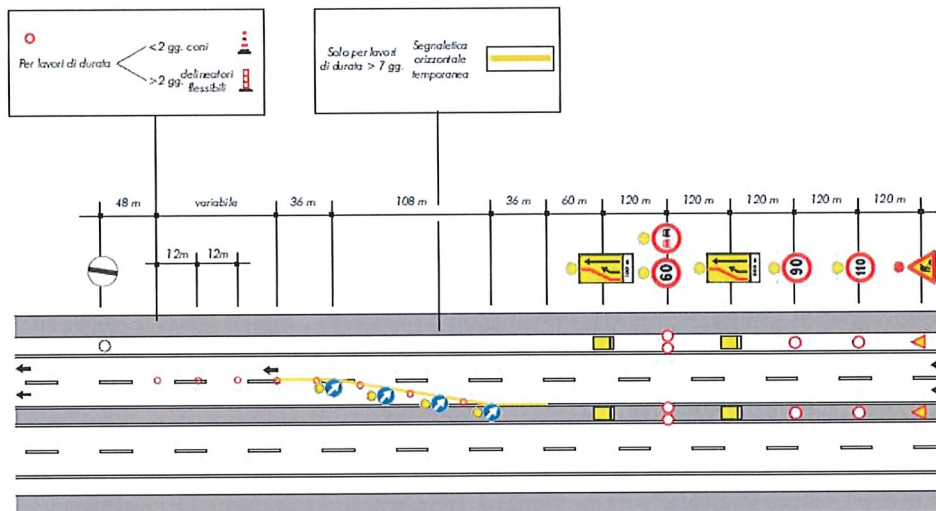 Per lavori di durata
<2 gg. coni
>2 gg. delineatori
flessibili
Solo per lavori
di durata > 7 gg.
Segnaletica
orizzontale
temporanea
48 m
variabile
36 m
108 m
36 m
60 m
120 m
120 m
120 m
120 m
120 m
12m
12m
60
90
110